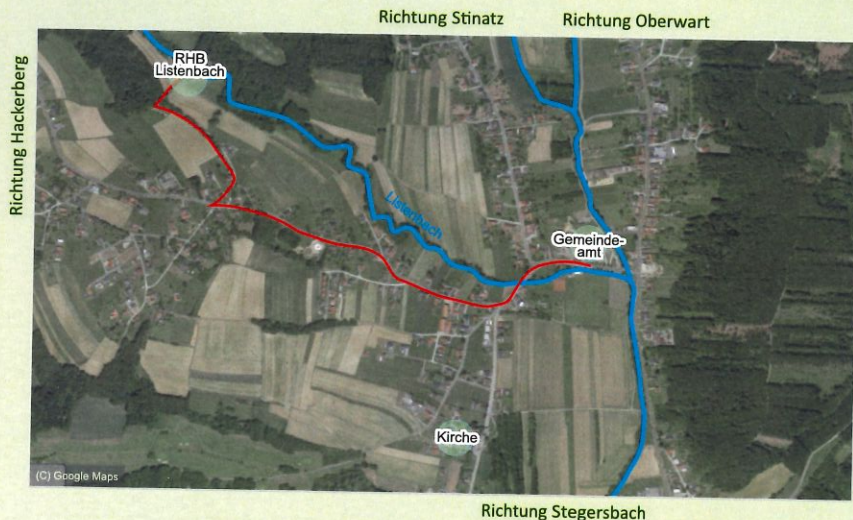 Richtung Stinatz
Richtung Oberwart
Richtung Hackerberg
RHB
Listenbach
Listenbach
Gemeinde-
amt
Kirche
(C) Google Maps
Richtung Stegersbach